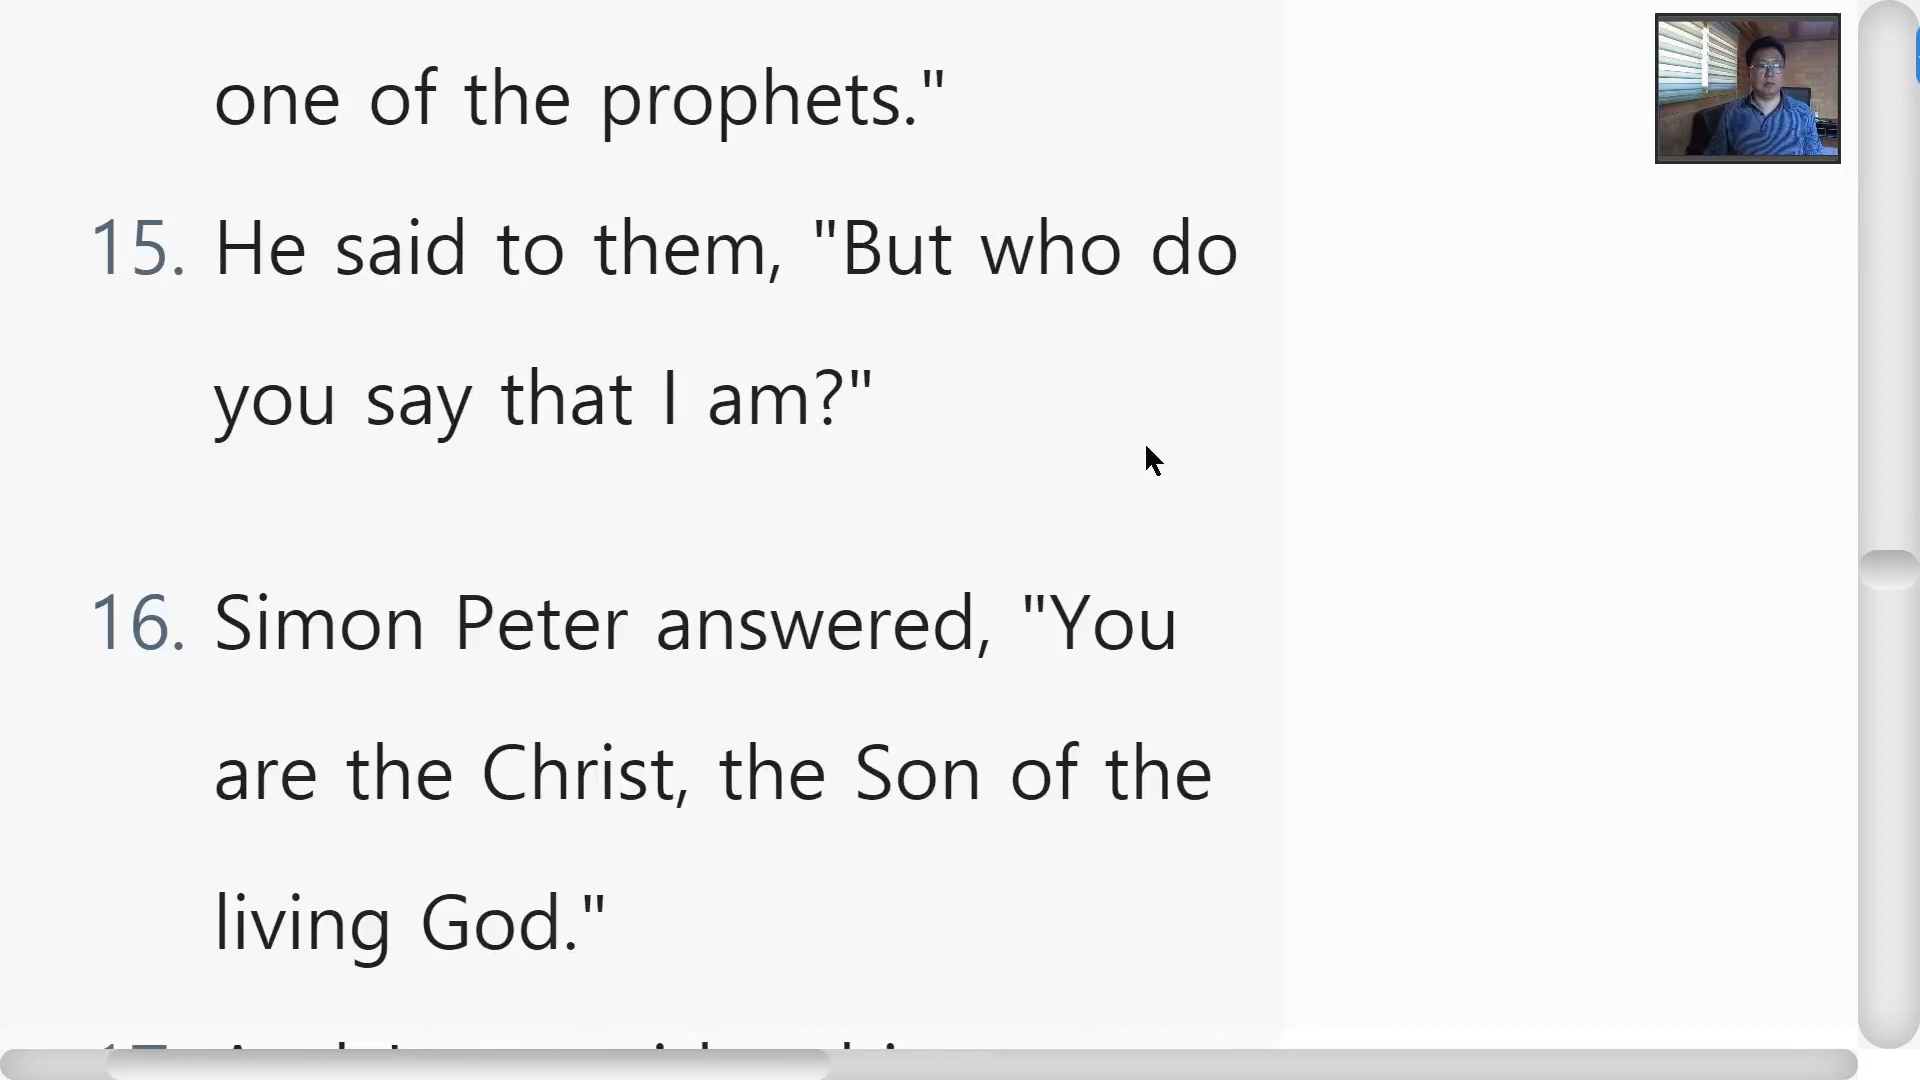 one of the prophets."
15. He said to them, "But who do
you say that I am?"
16. Simon Peter answered, "You
are the Christ, the Son of the
living God."